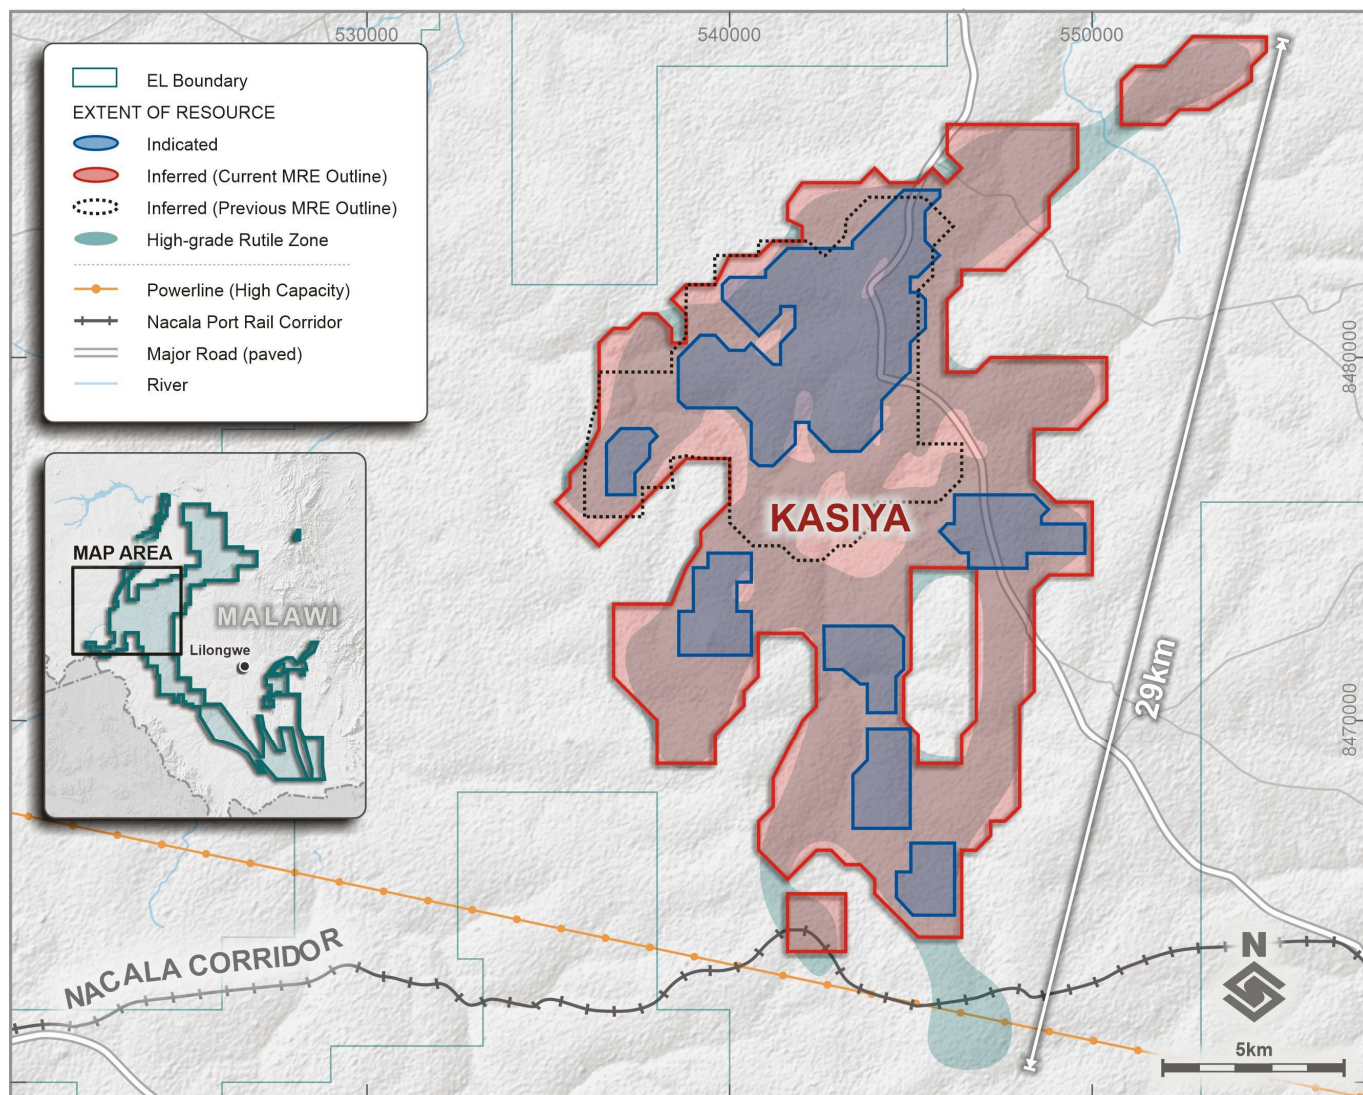 530000
540000
550000
EL Boundary
EXTENT OF RESOURCE
Indicated
Inferred (Current MRE Outline)
Inferred (Previous MRE Outline)
High-grade Rutile Zone
Powerline (High Capacity)
Nacala Port Rail Corridor
Major Road (paved)
River
8480000
KASIYA
MAP AREA
MALAWI
Lilongwe
29km
8470000
NACALA CORRIDOR
N
5km